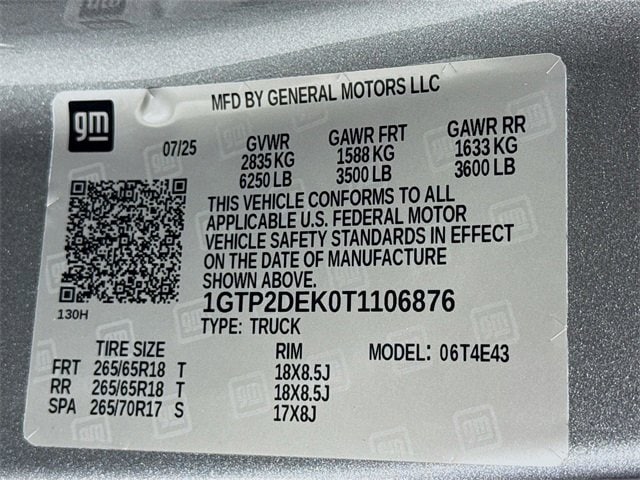 gm
MFD BY GENERAL MOTORS LLC
07/25
GVWR
2835 KG
6250 LB
GAWR FRT
1588 KG
3500 LB
GAWR RR
1633 KG
3600 LB
THIS VEHICLE CONFORMS TO ALL
APPLICABLE U.S. FEDERAL MOTOR
VEHICLE SAFETY STANDARDS IN EFFECT
ON THE DATE OF MANUFACTURE
SHOWN ABOVE.
130H
1GTP2DEK0T1106876
TYPE: TRUCK
TIRE SIZE RIM MODEL: 06T4E43
FRT 265/65R18 T 18X8.5J
RR 265/65R18 T 18X8.5J
SPA 265/70R17 S 17X8J